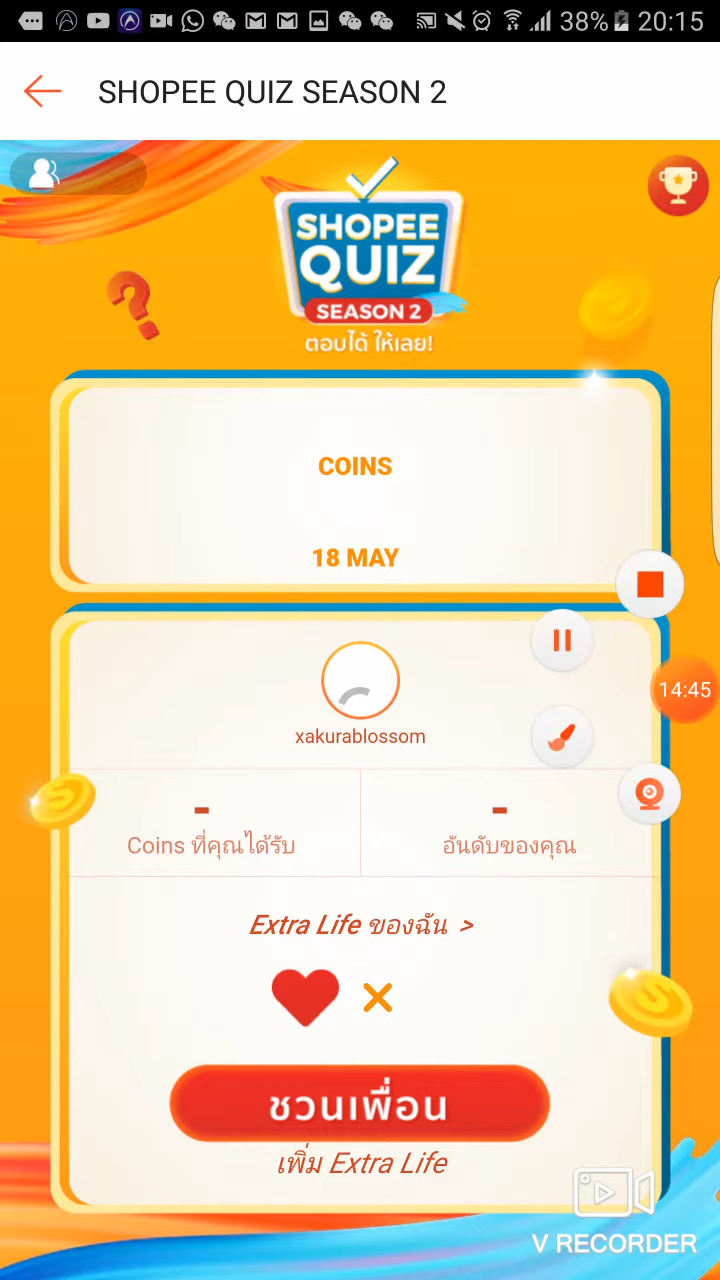 38% 20:15
SHOPEE QUIZ SEASON 2
SHOPEE
QUIZ
SEASON 2
ตอบได้ ให้เลย!
COINS
18 MAY
14:45
xakurablossom
- -
Coins ที่คุณได้รับ อันดับของคุณ
Extra Life ของฉัน >
ชวนเพื่อน
เพิ่ม Extra Life
V RECORDER